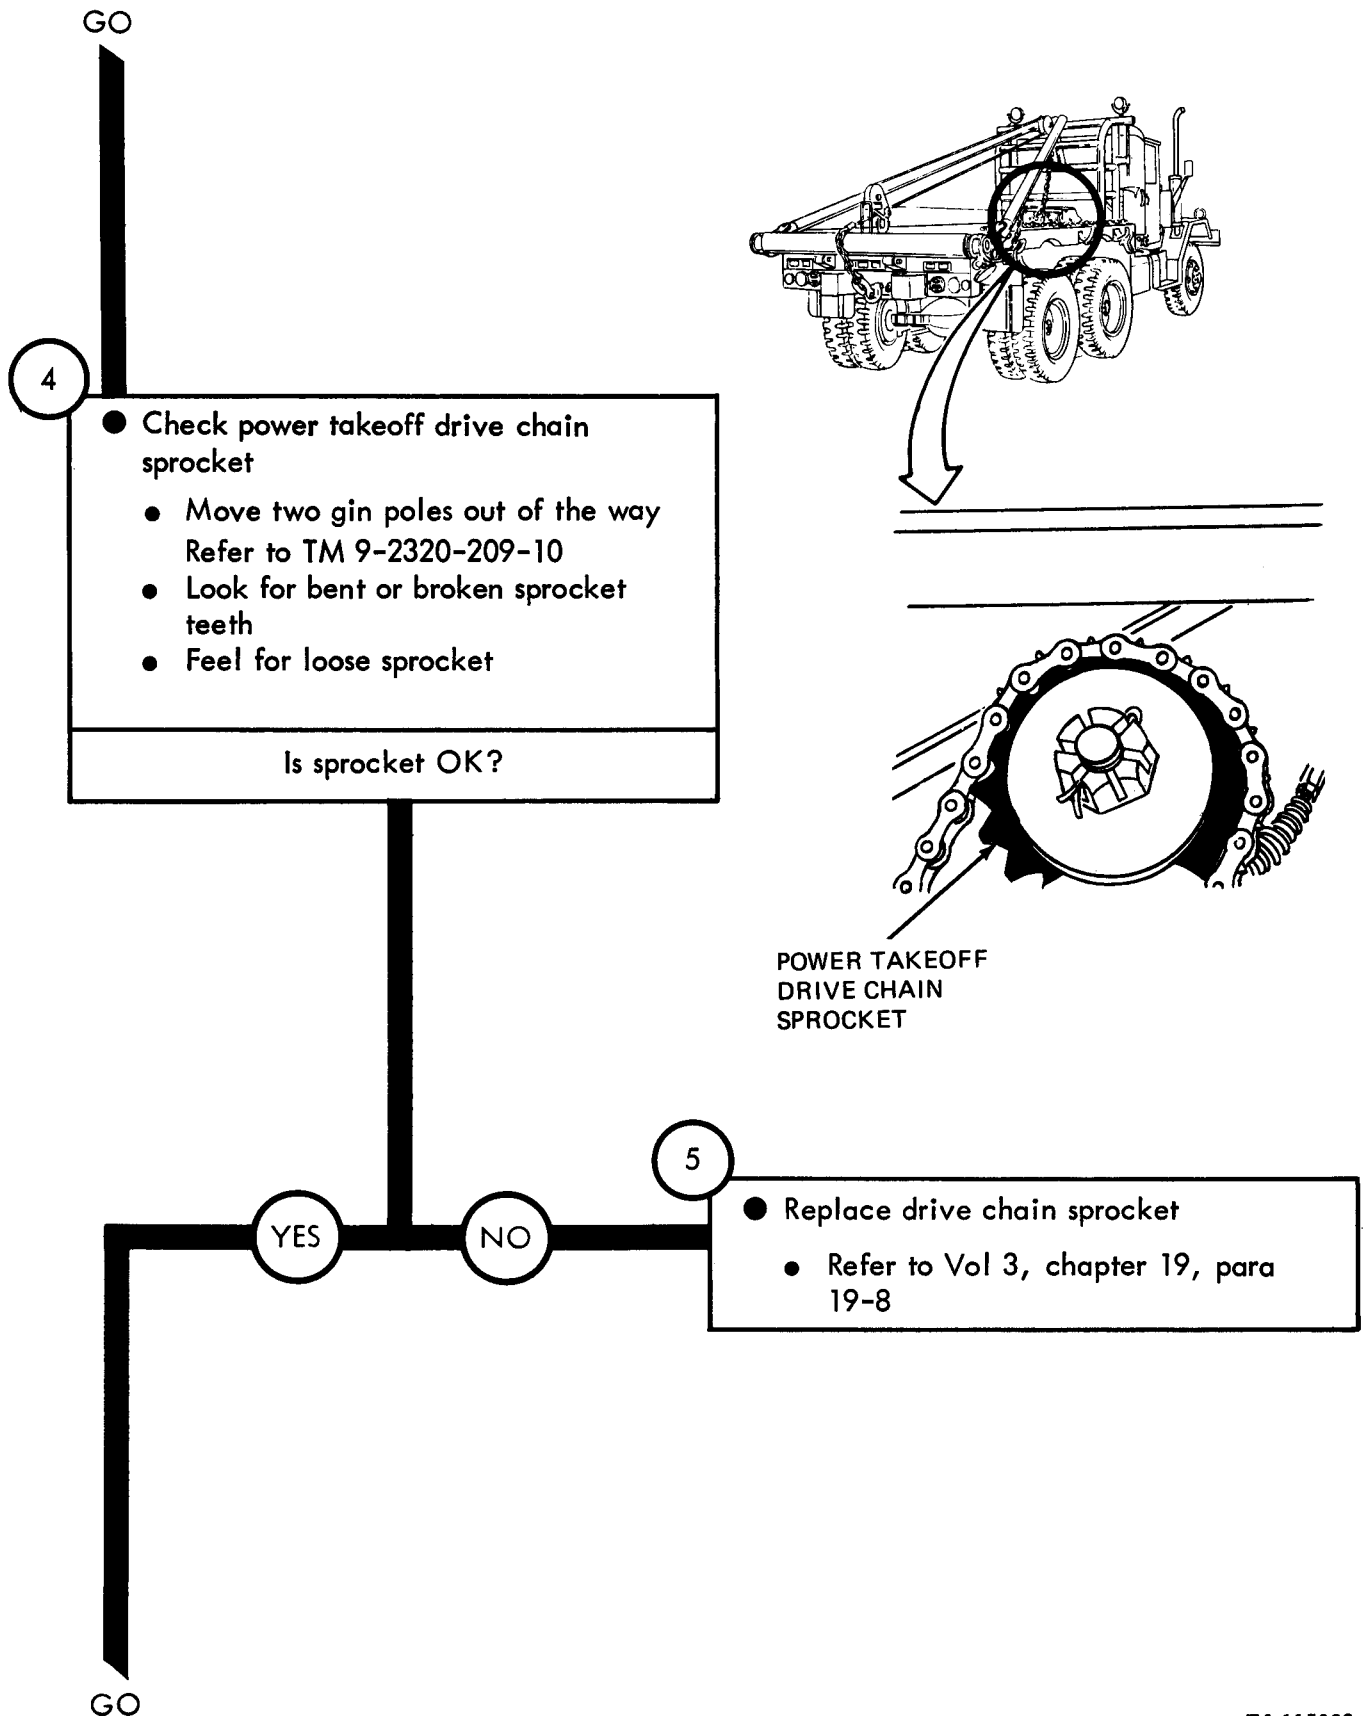 GO
4
● Check power takeoff drive chain
sprocket
● Move two gin poles out of the way
Refer to TM 9-2320-209-10
● Look for bent or broken sprocket
teeth
● Feel for loose sprocket
Is sprocket OK?
POWER TAKEOFF
DRIVE CHAIN
SPROCKET
YES
NO
5
● Replace drive chain sprocket
● Refer to Vol 3, chapter 19, para
19-8
GO